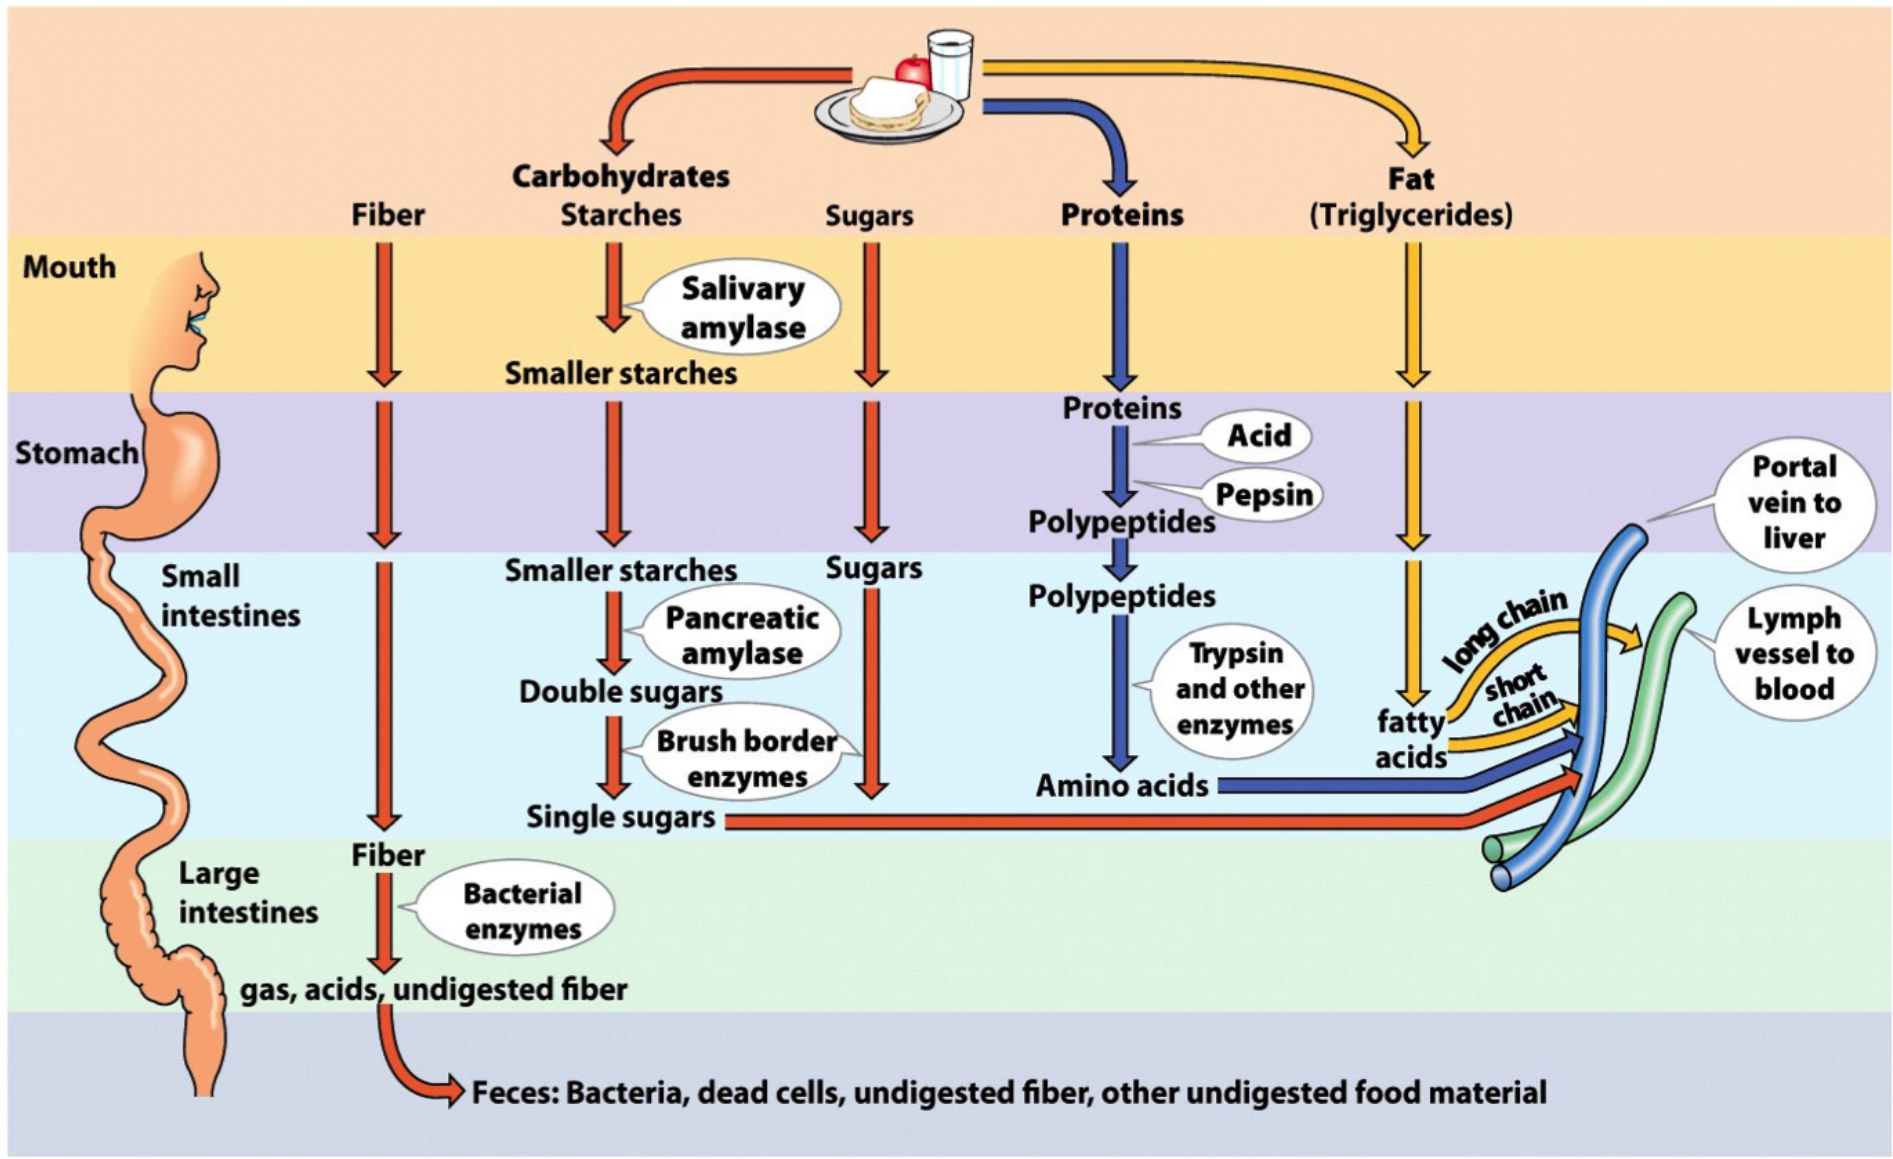 Carbohydrates
Fat
Fiber
Starches
Sugars
Proteins
(Triglycerides)
Mouth
Salivary
amylase
Smaller starches
Stomach
Proteins
Acid
Pepsin
Polypeptides
Portal
vein to
liver
Small
intestines
Smaller starches
Sugars
Polypeptides
Pancreatic
amylase
Trypsin
and other
enzymes
long chain
short
chain
Lymph
vessel to
blood
Double sugars
fatty
acids
Brush border
enzymes
Amino acids
Single sugars
Fiber
Large
intestines
Bacterial
enzymes
gas, acids, undigested fiber
Feces: Bacteria, dead cells, undigested fiber, other undigested food material